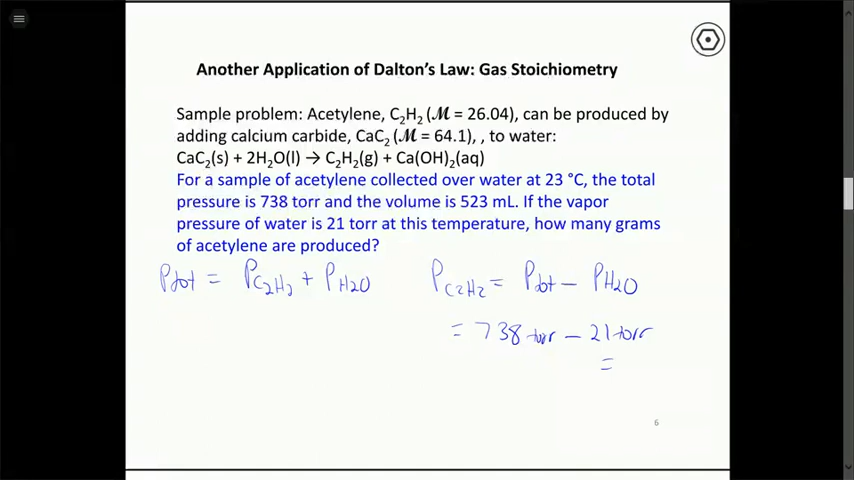 Another Application of Dalton's Law: Gas Stoichiometry
Sample problem: Acetylene, C₂H₂ (ℳ = 26.04), can be produced by
adding calcium carbide, CaC₂ (ℳ = 64.1), , to water:
CaC₂(s) + 2H₂O(l) → C₂H₂(g) + Ca(OH)₂(aq)
For a sample of acetylene collected over water at 23 °C, the total
pressure is 738 torr and the volume is 523 mL. If the vapor
pressure of water is 21 torr at this temperature, how many grams
of acetylene are produced?
Ptot = PC₂H₂ + PH₂O
PC₂H₂ = Ptot − PH₂O
= 738 torr − 21 torr
=
6